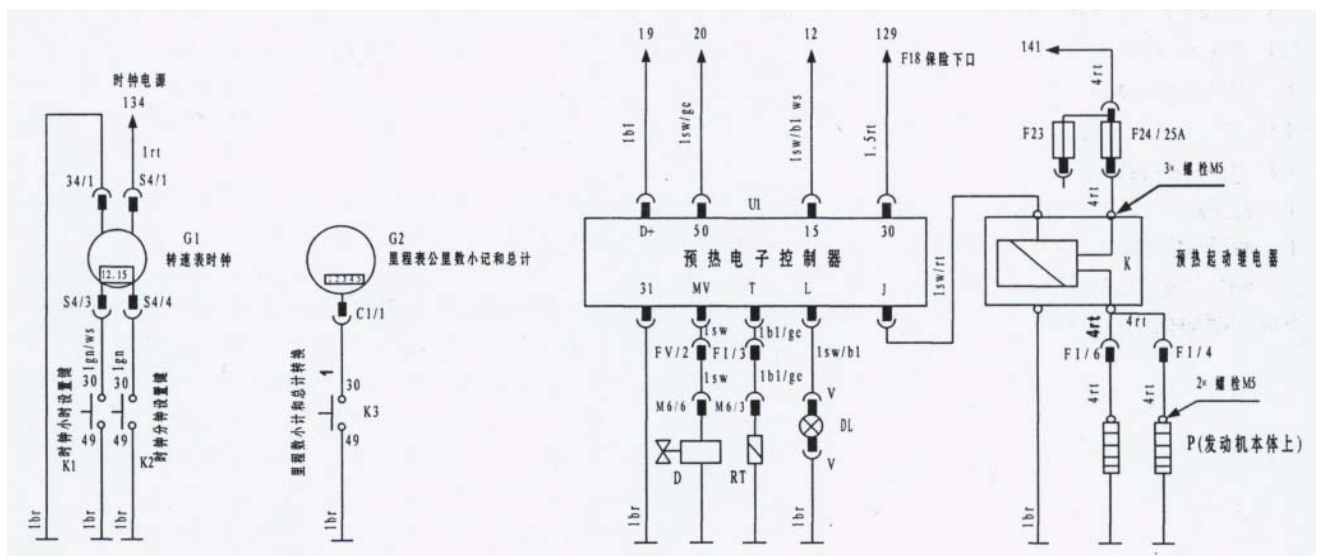 时钟电源
134
1rt
34/1
S4/1
G1
转速表时钟
12.15
S4/3
S4/4
1gn/ws
1gn
30
30
时钟小时设置键
时钟分钟设置键
49
49
K1
K2
1br
1br
1br
G2
里程表公里数小记和总计
12345
C1/1
1
30
里程数小计和总计转换
K3
49
1br
19
20
12
129
F18 保险下口
1bl
1sw/ge
1sw/bl ws
1.5rt
U1
D+
50
15
30
预热电子控制器
31
MV
T
L
J
1sw
1bl/ge
FV/2
F1/3
1sw/bl
1sw
1bl/ge
M6/6
M6/3
V
DL
V
D
RT
1br
1br
1sw/rt
141
4rt
F23
F24/25A
4rt
3× 螺栓M5
K
预热起动继电器
4rt
4rt
F1/6
F1/4
4rt
4rt
2× 螺栓M5
P(发动机本体上)
1br